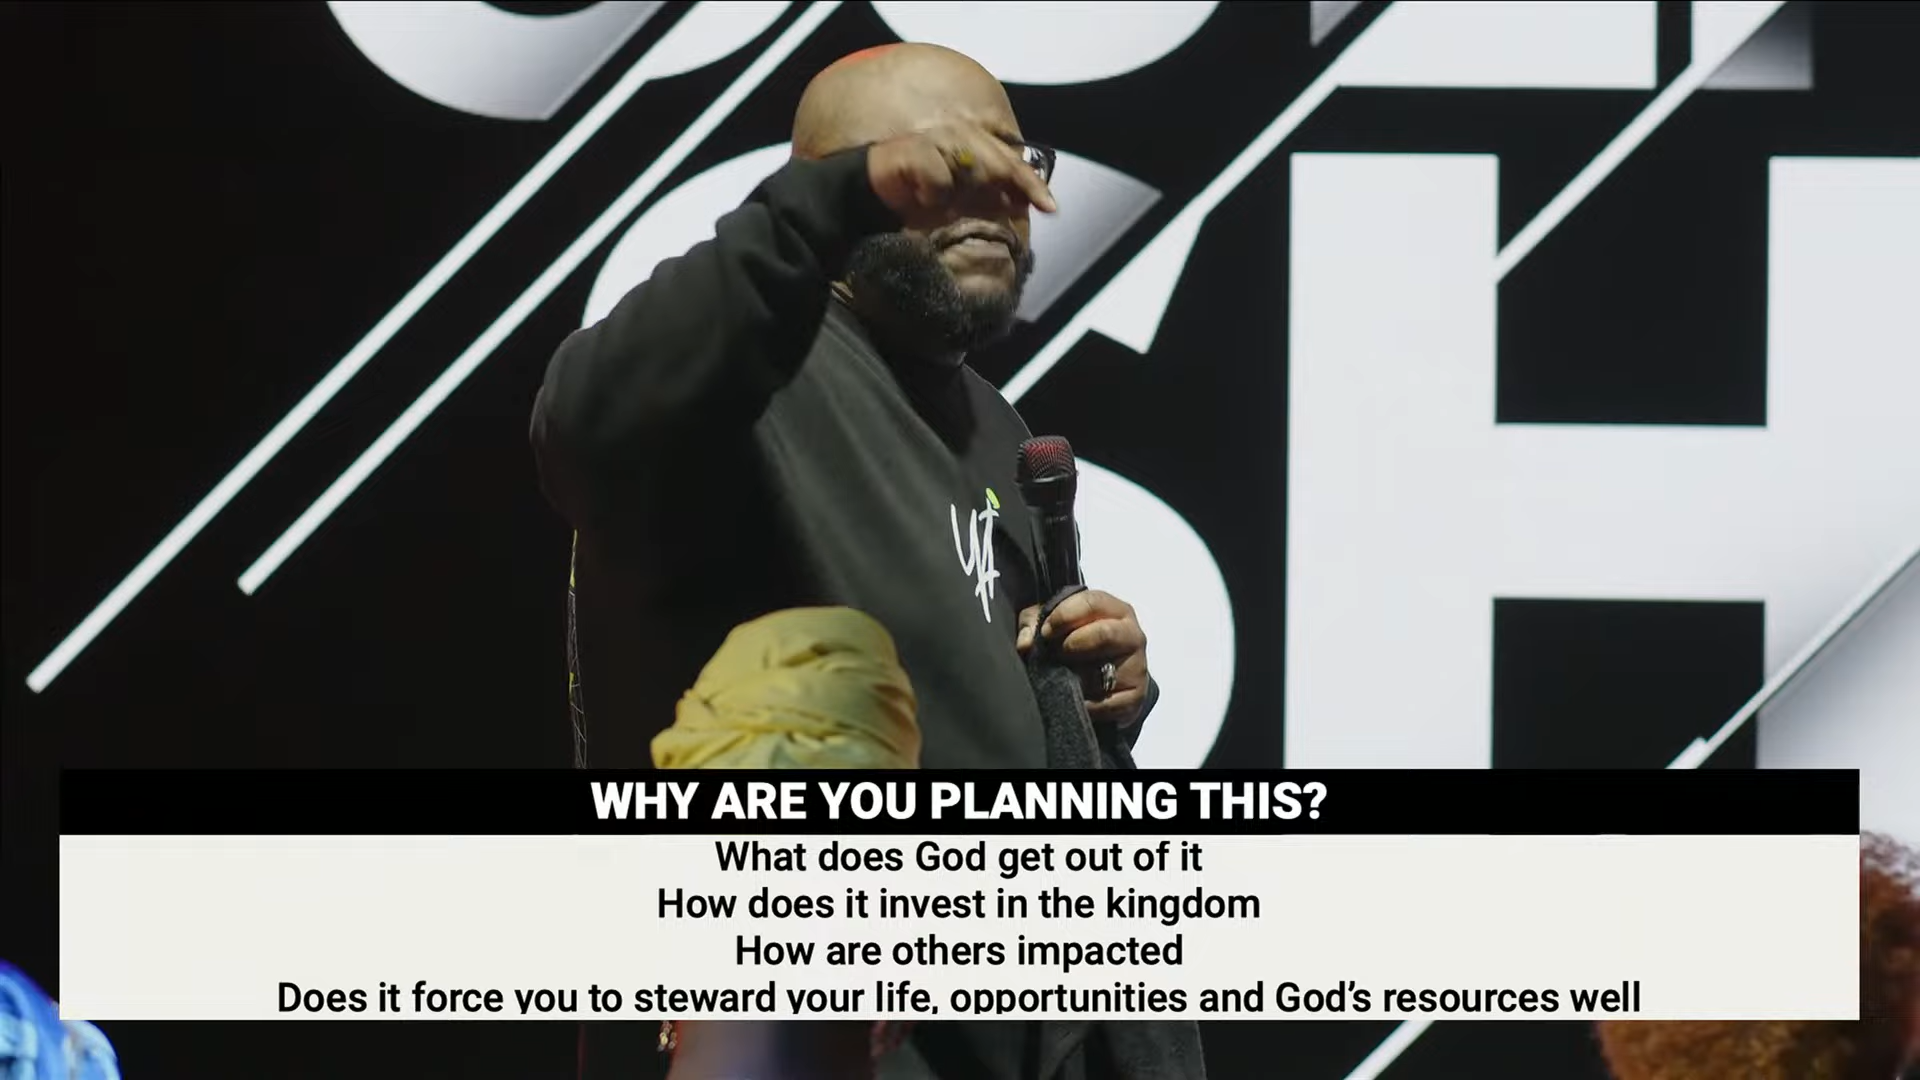 SH
WHY ARE YOU PLANNING THIS?
What does God get out of it
How does it invest in the kingdom
How are others impacted
Does it force you to steward your life, opportunities and God's resources well